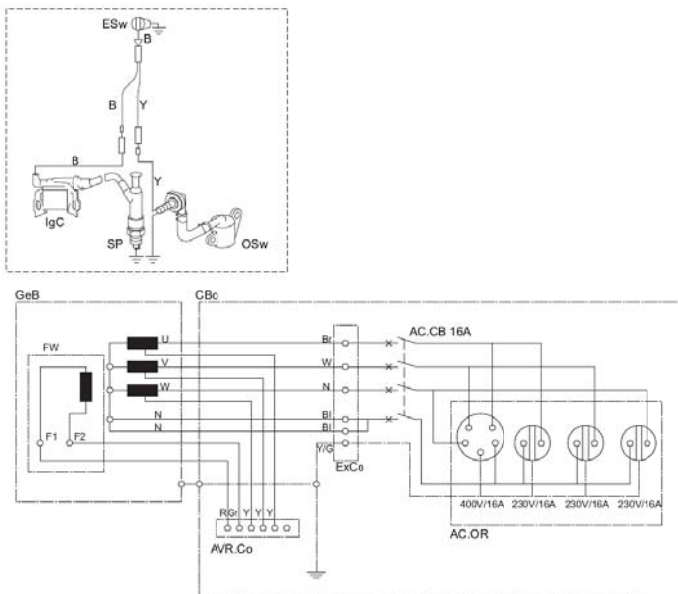 ESw
B
B
Y
B
Y
IgC
SP
OSw
GeB
CBc
FW
U
V
W
N
N
F1
F2
Br
W
N
Bl
Bl
Y/G
ExCo
AC.CB 16A
R
Gr
Y
Y
Y
AVR.Co
400V/16A
230V/16A
230V/16A
230V/16A
AC.OR